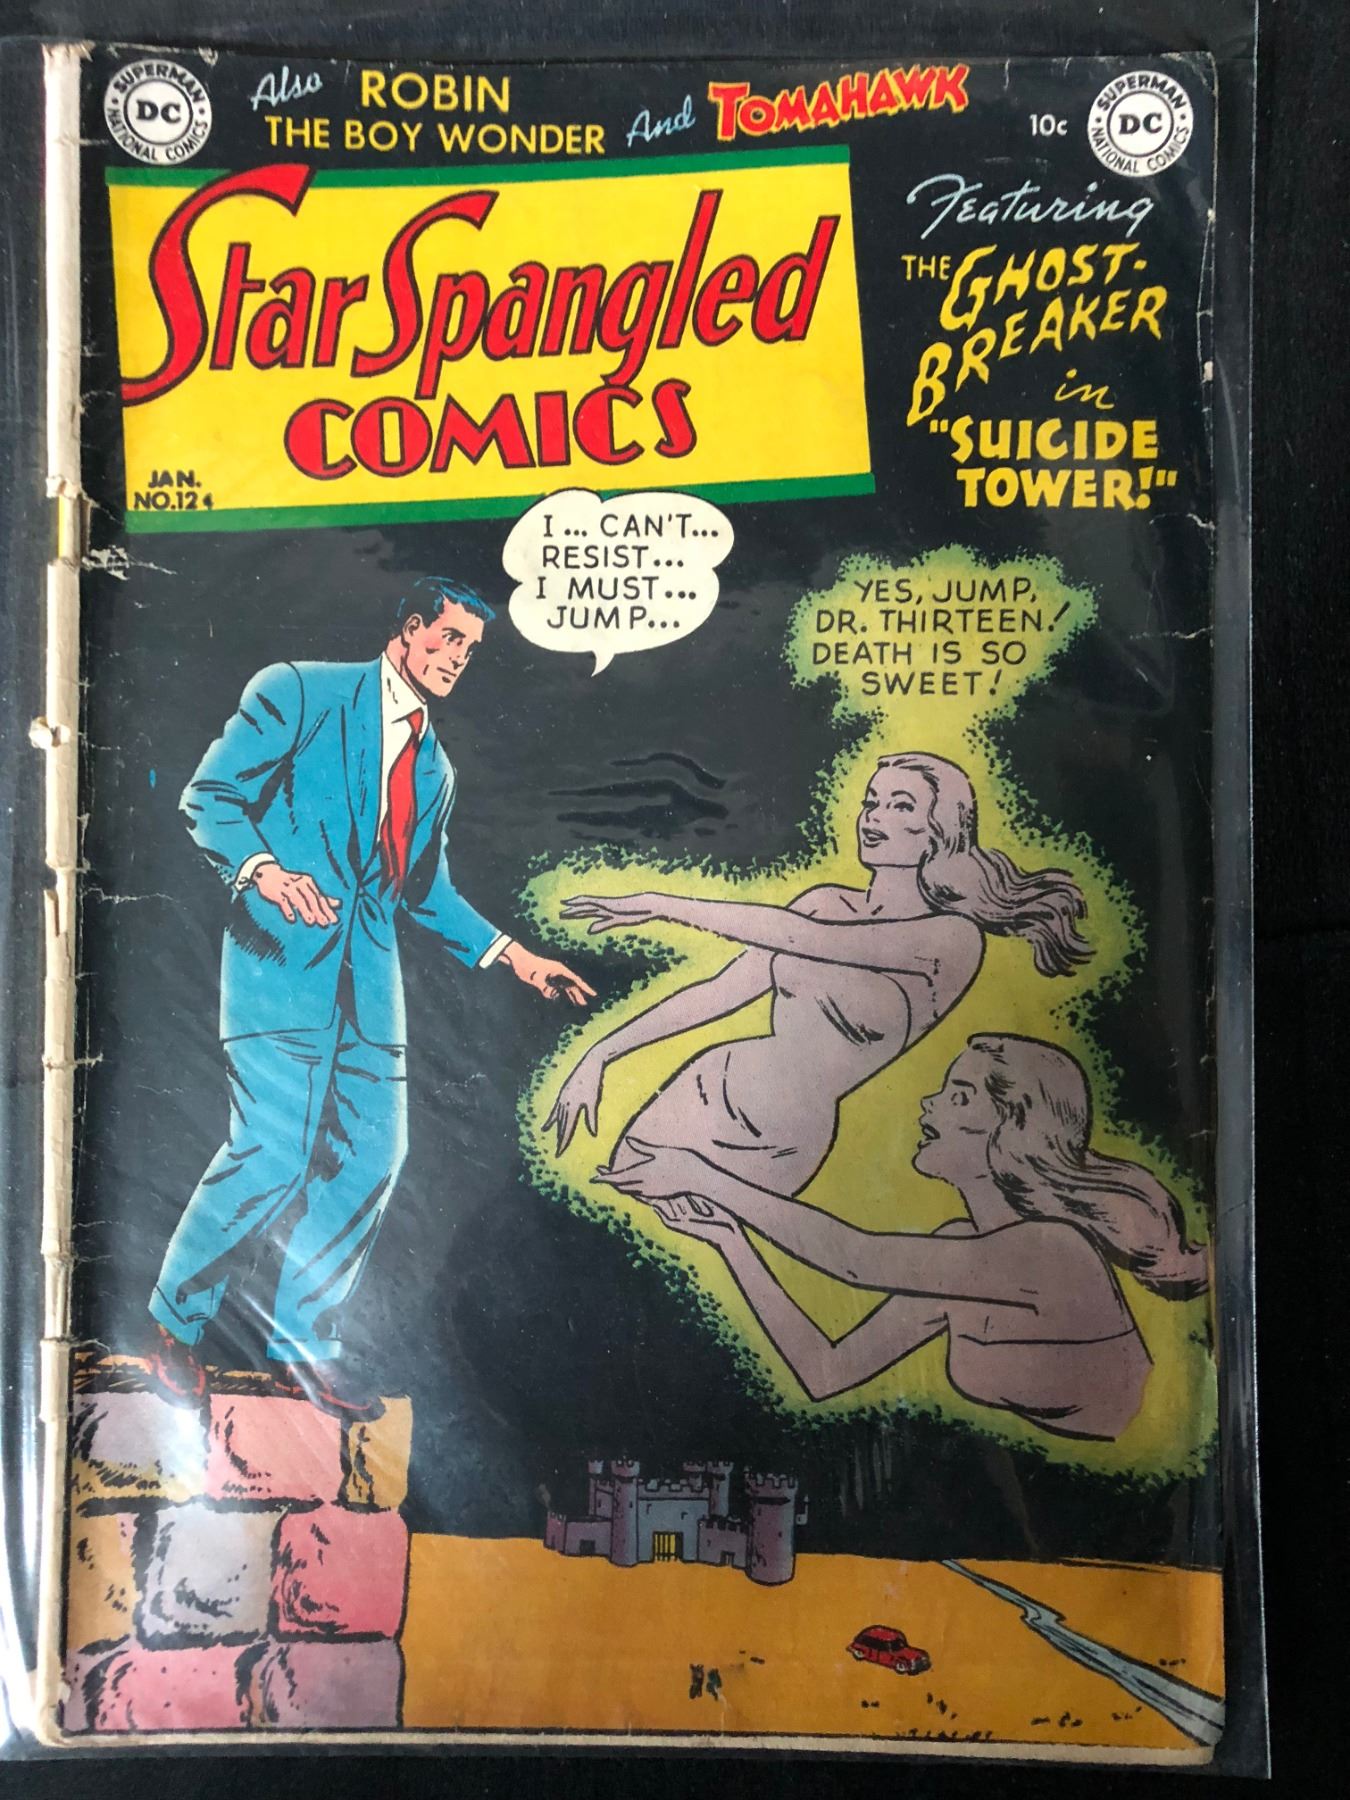 SUPERMAN
DC
NATIONAL COMICS
Also ROBIN
THE BOY WONDER
And TOMAHAWK
10c
SUPERMAN
DC
NATIONAL COMICS
Star Spangled
COMICS
JAN.
NO.124
Featuring
THE GHOST-
BREAKER
in
"SUICIDE
TOWER!"
I... CAN'T...
RESIST...
I MUST...
JUMP...
YES, JUMP,
DR. THIRTEEN!
DEATH IS SO
SWEET!